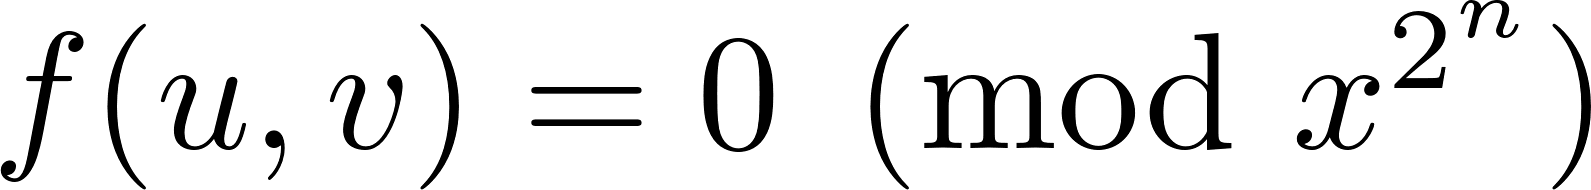 f(u, v) = 0 (mod x^{2^n})